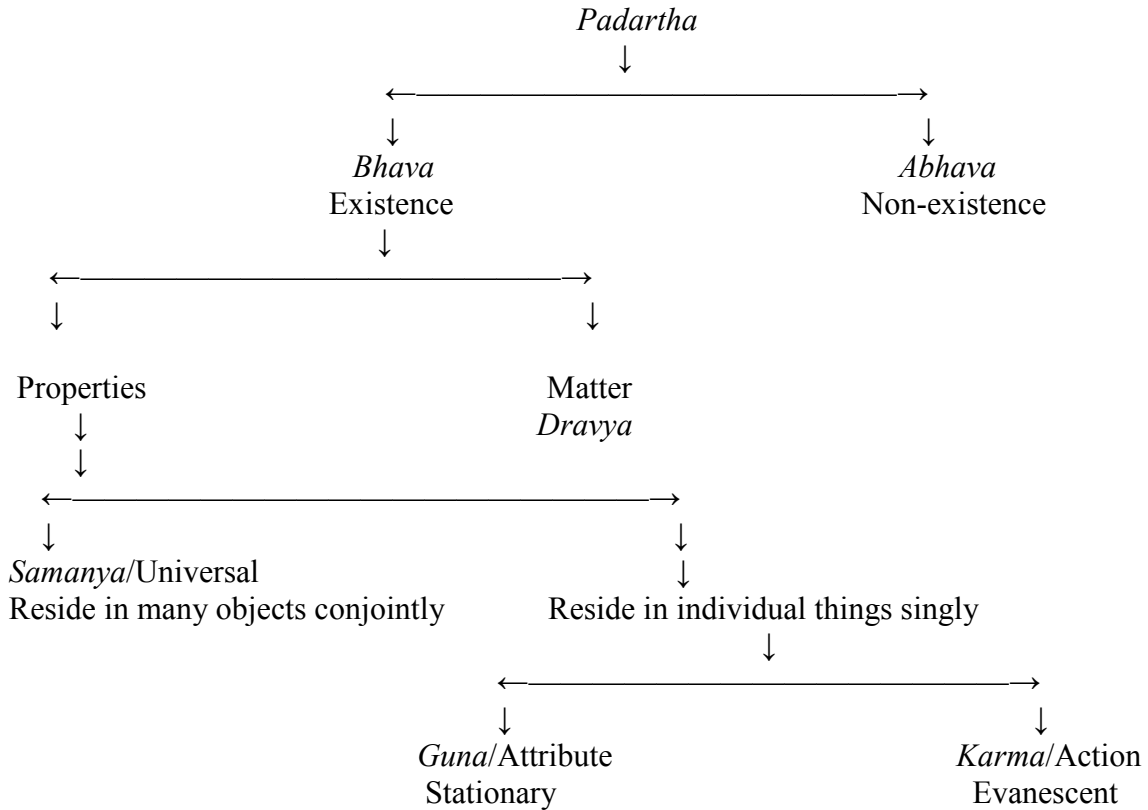 Padartha
↓
←→
↓ ↓
Bhava Abhava
Existence Non-existence
↓
←→
↓ ↓
Properties Matter
↓ Dravya
↓
←→
↓ ↓
Samanya/Universal ↓
Reside in many objects conjointly Reside in individual things singly
↓
←→
↓ ↓
Guna/Attribute Karma/Action
Stationary Evanescent